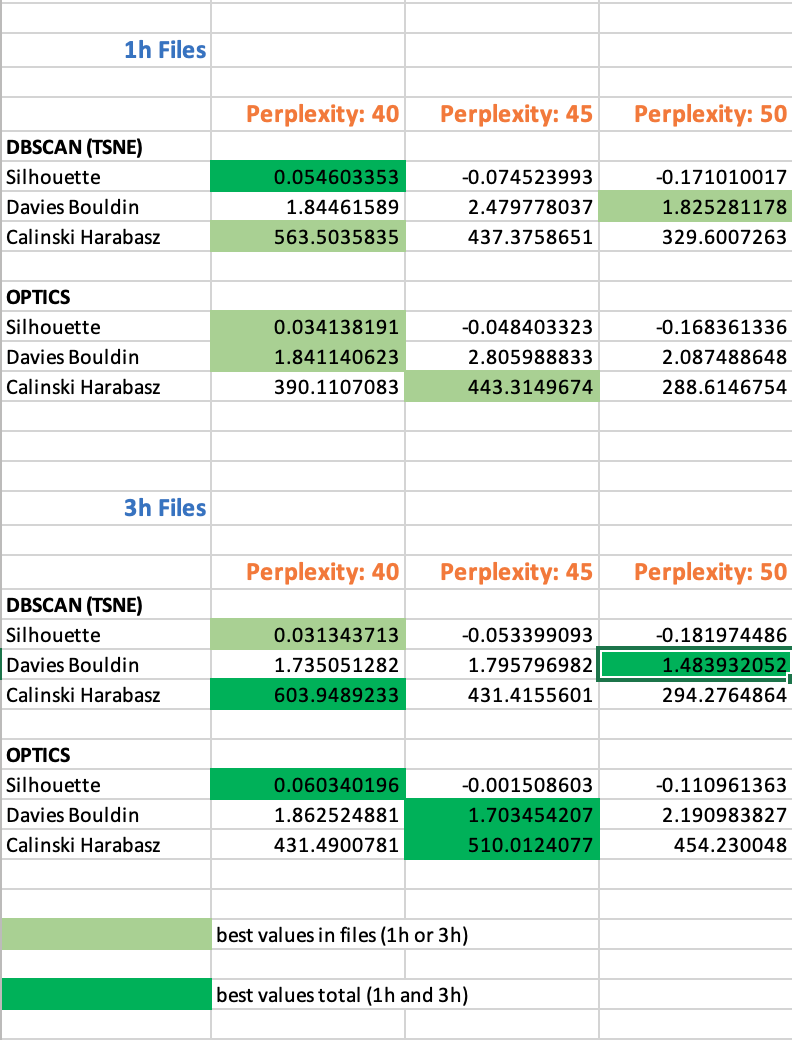 1h Files
Perplexity: 40 Perplexity: 45 Perplexity: 50
DBSCAN (TSNE)
Silhouette 0.054603353 -0.074523993 -0.171010017
Davies Bouldin 1.84461589 2.479778037 1.825281178
Calinski Harabasz 563.5035835 437.3758651 329.6007263
OPTICS
Silhouette 0.034138191 -0.048403323 -0.168361336
Davies Bouldin 1.841140623 2.805988833 2.087488648
Calinski Harabasz 390.1107083 443.3149674 288.6146754
3h Files
Perplexity: 40 Perplexity: 45 Perplexity: 50
DBSCAN (TSNE)
Silhouette 0.031343713 -0.053399093 -0.181974486
Davies Bouldin 1.735051282 1.795796982 1.483932052
Calinski Harabasz 603.9489233 431.4155601 294.2764864
OPTICS
Silhouette 0.060340196 -0.001508603 -0.110961363
Davies Bouldin 1.862524881 1.703454207 2.190983827
Calinski Harabasz 431.4900781 510.0124077 454.230048
best values in files (1h or 3h)
best values total (1h and 3h)